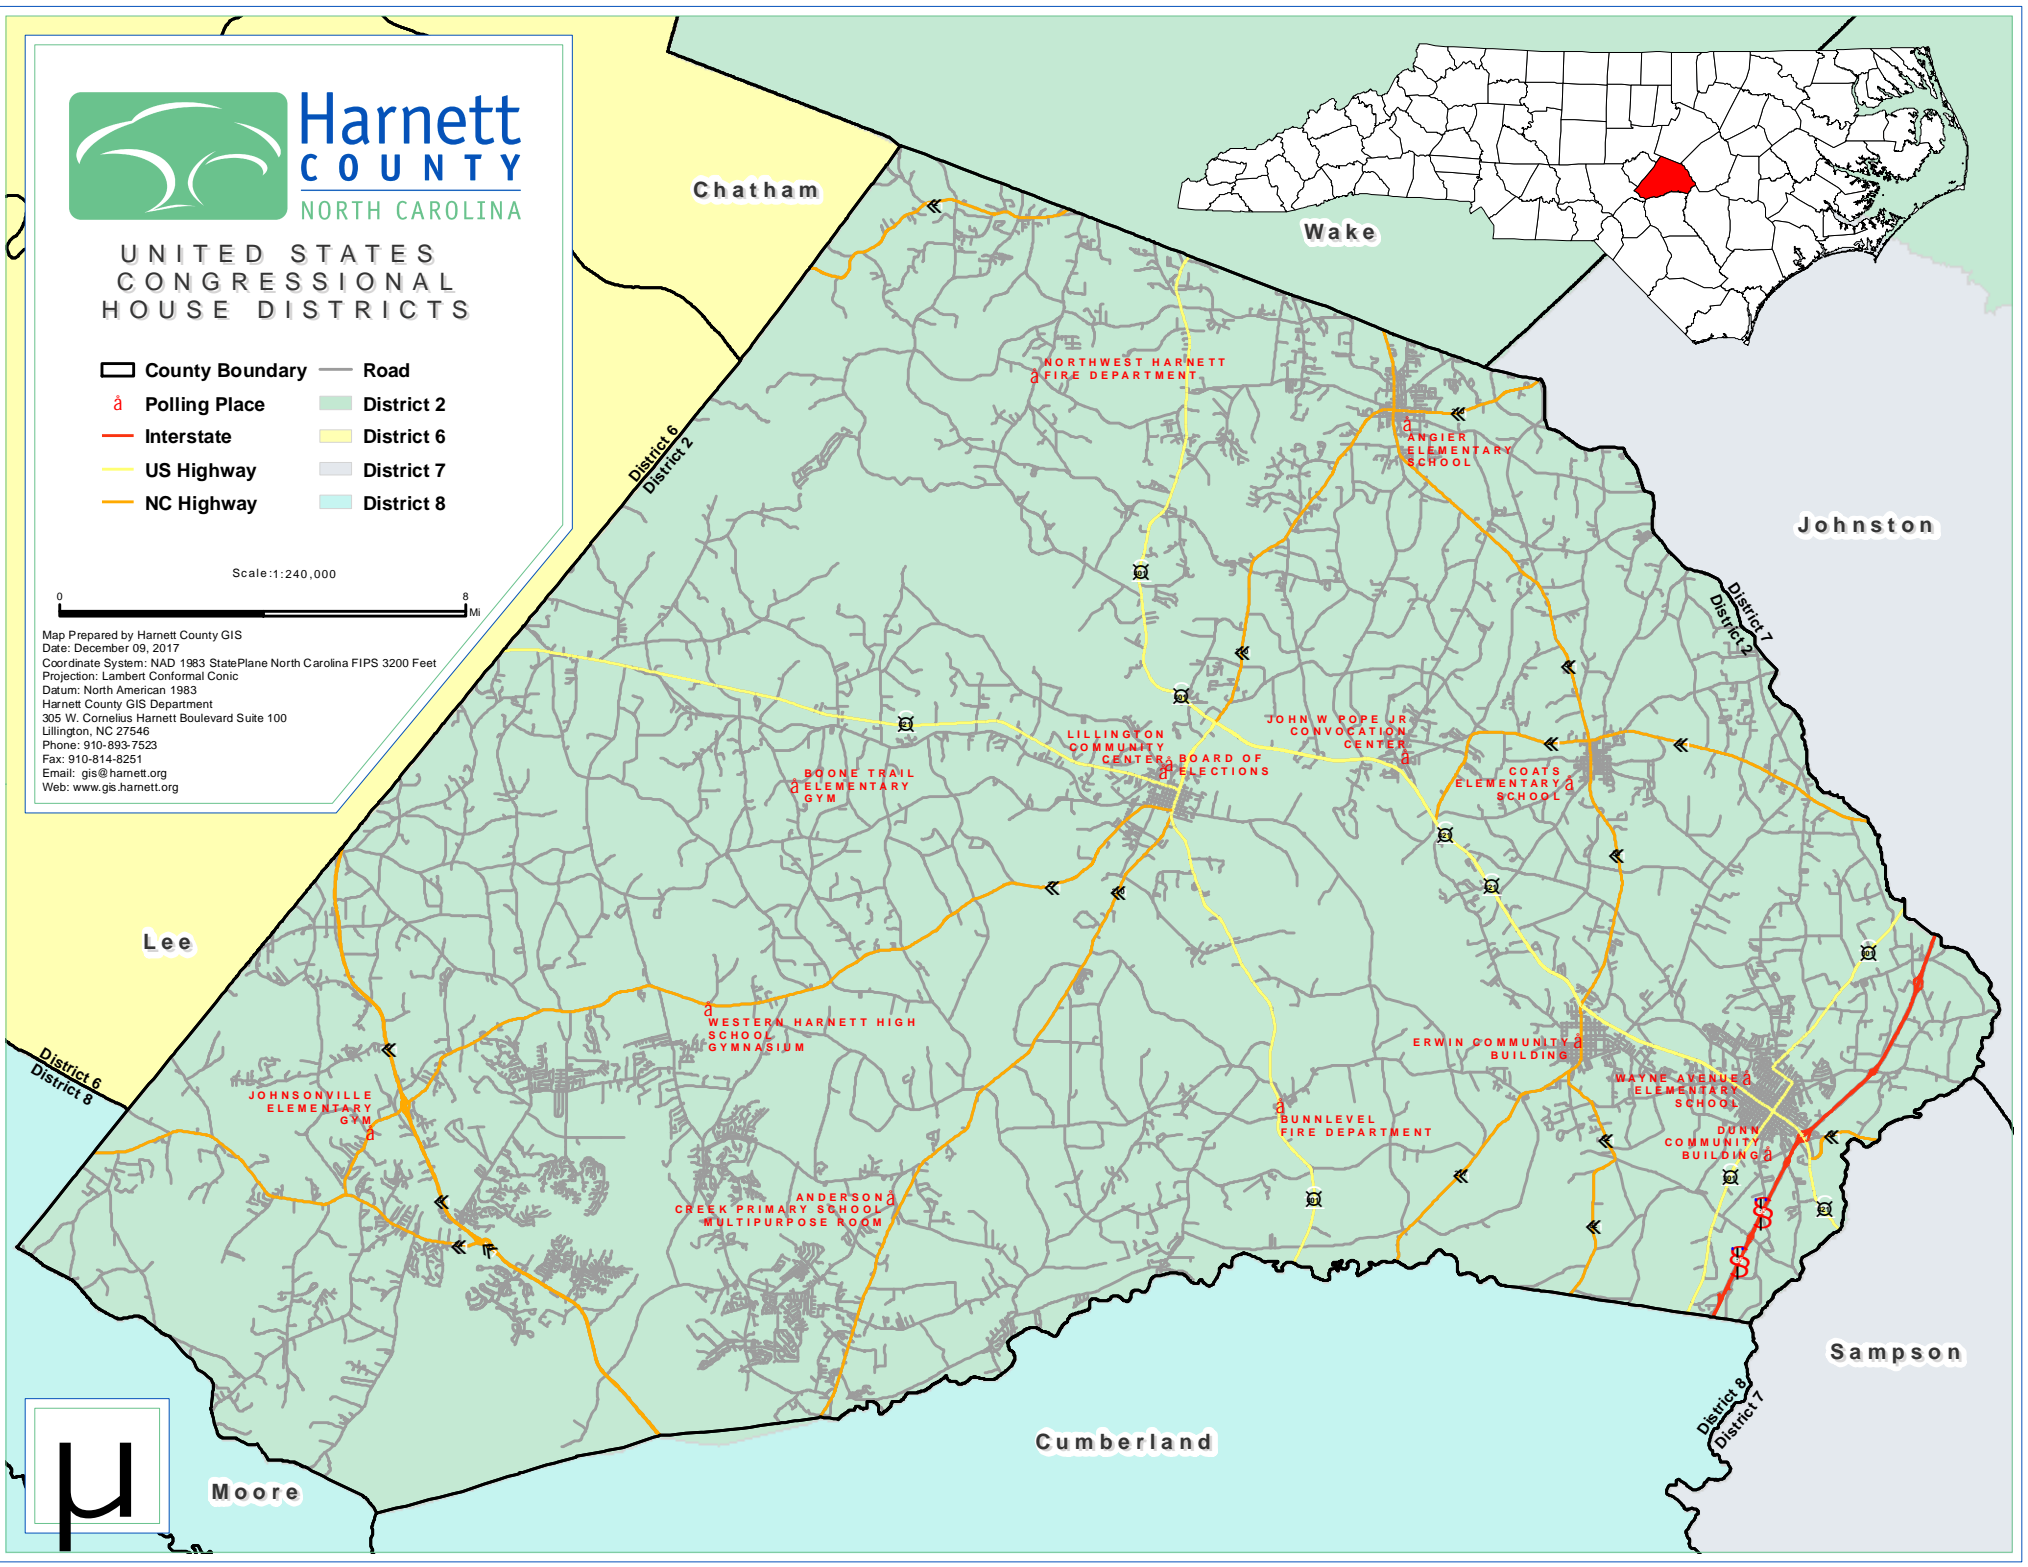 Harnett
COUNTY
NORTH CAROLINA
UNITED STATES
CONGRESSIONAL
HOUSE DISTRICTS
County Boundary
Road
å Polling Place
District 2
Interstate
District 6
US Highway
District 7
NC Highway
District 8
Scale:1:240,000
0 8
Mi
Map Prepared by Harnett County GIS
Date: December 09, 2017
Coordinate System: NAD 1983 StatePlane North Carolina FIPS 3200 Feet
Projection: Lambert Conformal Conic
Datum: North American 1983
Harnett County GIS Department
305 W. Cornelius Harnett Boulevard Suite 100
Lillington, NC 27546
Phone: 910-893-7523
Fax: 910-814-8251
Email: gis@harnett.org
Web: www.gis.harnett.org
Chatham
Wake
Johnston
Lee
Sampson
Cumberland
Moore
District 6
District 2
District 7
District 2
District 6
District 8
District 8
District 7
NORTHWEST HARNETT
å FIRE DEPARTMENT
å
ANGIER
ELEMENTARY
SCHOOL
JOHN W POPE JR
CONVOCATION
CENTER
å
LILLINGTON
COMMUNITY
CENTER
å
å BOARD OF
ELECTIONS
BOONE TRAIL
å ELEMENTARY
GYM
COATS
ELEMENTARY å
SCHOOL
å
WESTERN HARNETT HIGH
SCHOOL
GYMNASIUM
ERWIN COMMUNITY å
BUILDING
WAYNE AVENUE å
ELEMENTARY
SCHOOL
JOHNSONVILLE
ELEMENTARY
GYM
å
å
BUNNLEVEL
FIRE DEPARTMENT
DUNN
COMMUNITY
BUILDING å
ANDERSON å
CREEK PRIMARY SCHOOL
MULTIPURPOSE ROOM
§
§
µ